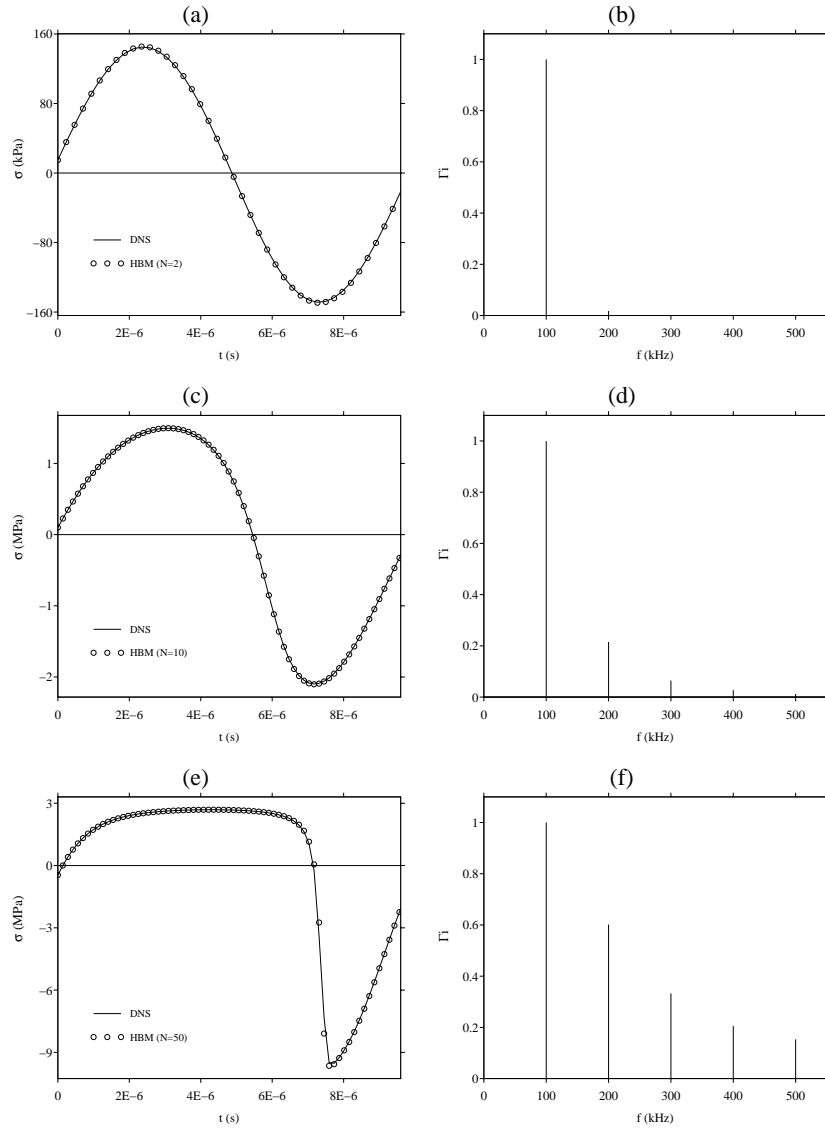 (a)
160
80
0
−80
−160
σ (kPa)
DNS
HBM (N=2)
0
2E−6
4E−6
6E−6
8E−6
t (s)
(b)
1
0.8
0.6
0.4
0.2
0
Γi
0
100
200
300
400
500
f (kHz)
(c)
1
0
−1
−2
σ (MPa)
DNS
HBM (N=10)
0
2E−6
4E−6
6E−6
8E−6
t (s)
(d)
1
0.8
0.6
0.4
0.2
0
Γi
0
100
200
300
400
500
f (kHz)
(e)
3
0
−3
−6
−9
σ (MPa)
DNS
HBM (N=50)
0
2E−6
4E−6
6E−6
8E−6
t (s)
(f)
1
0.8
0.6
0.4
0.2
0
Γi
0
100
200
300
400
500
f (kHz)